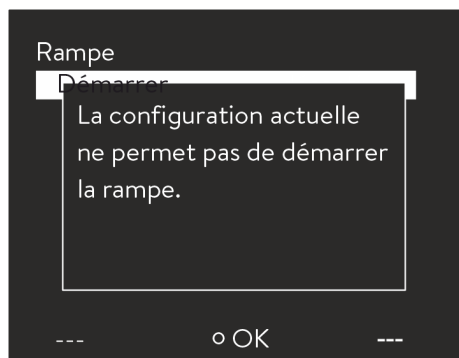 Rampe
Démarrer
La configuration actuelle
ne permet pas de démarrer
la rampe.
--- ○ OK ---